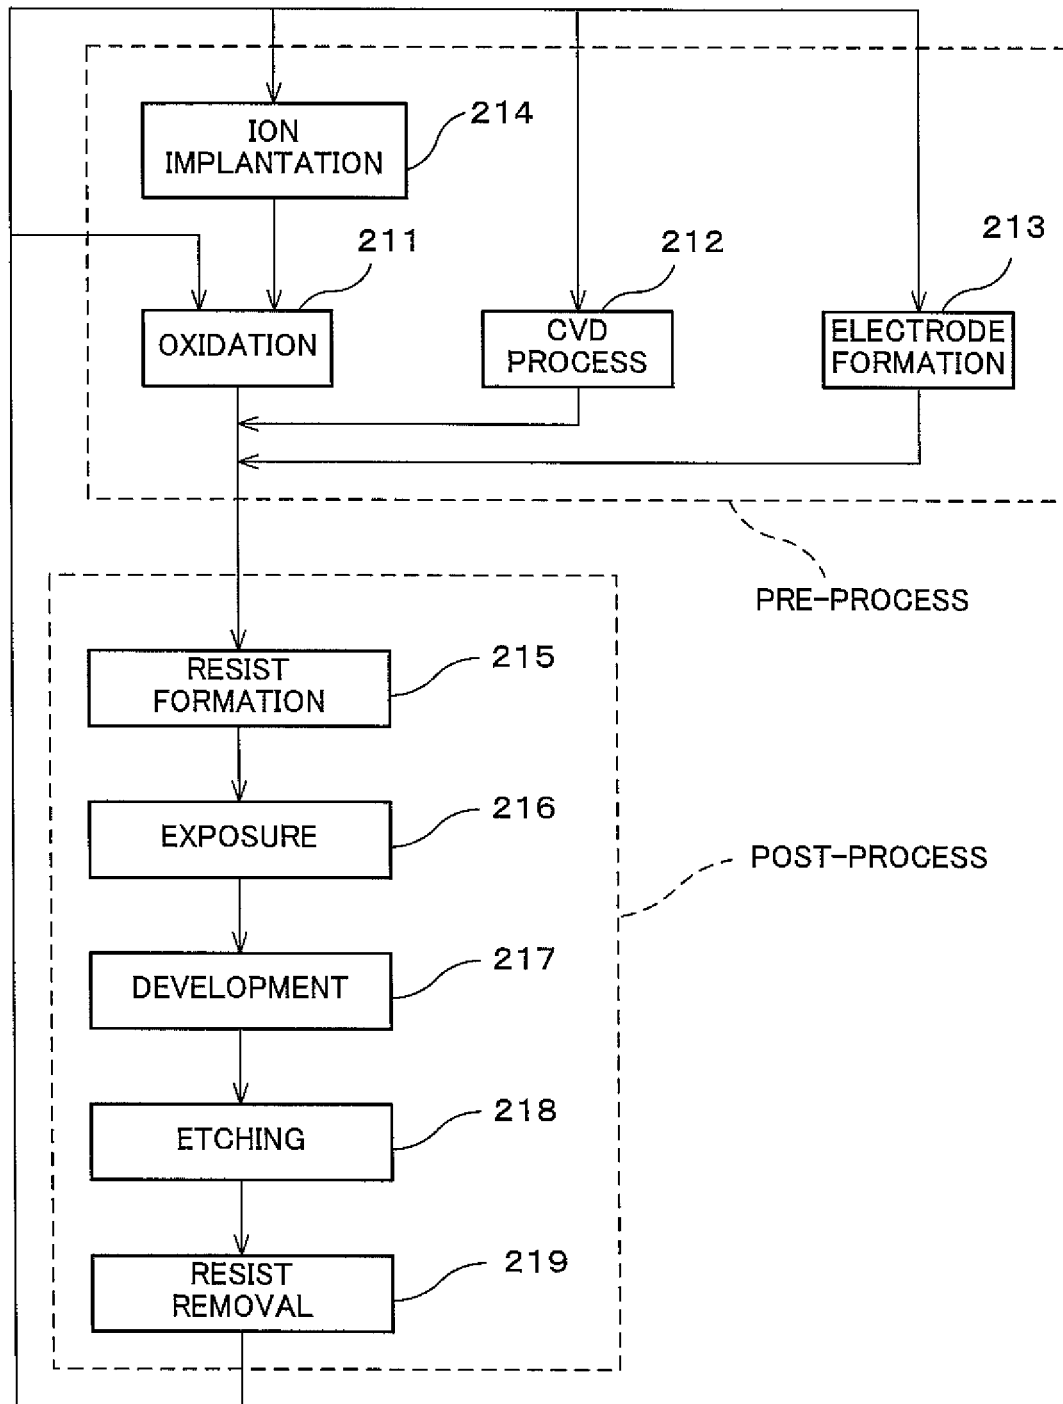 214
ION
IMPLANTATION
211
212
213
OXIDATION
CVD
PROCESS
ELECTRODE
FORMATION
PRE-PROCESS
215
RESIST
FORMATION
216
EXPOSURE
POST-PROCESS
217
DEVELOPMENT
218
ETCHING
219
RESIST
REMOVAL